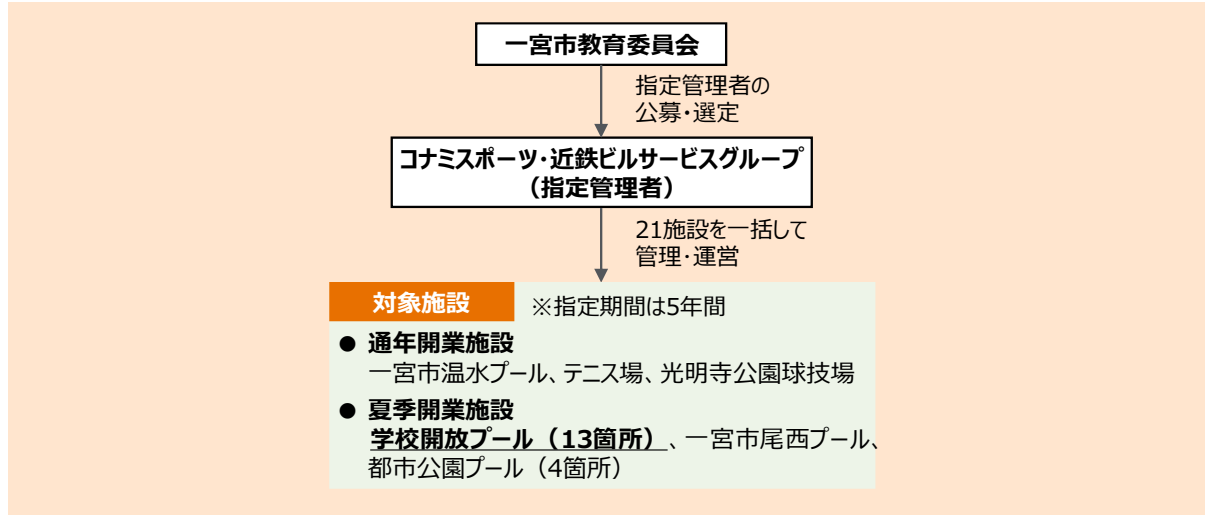 一宮市教育委員会
指定管理者の
公募・選定
コナミスポーツ・近鉄ビルサービスグループ
（指定管理者）
21施設を一括して
管理・運営
対象施設 ※指定期間は5年間
● 通年開業施設
一宮市温水プール、テニス場、光明寺公園球技場
● 夏季開業施設
学校開放プール（13箇所）、一宮市尾西プール、
都市公園プール（4箇所）